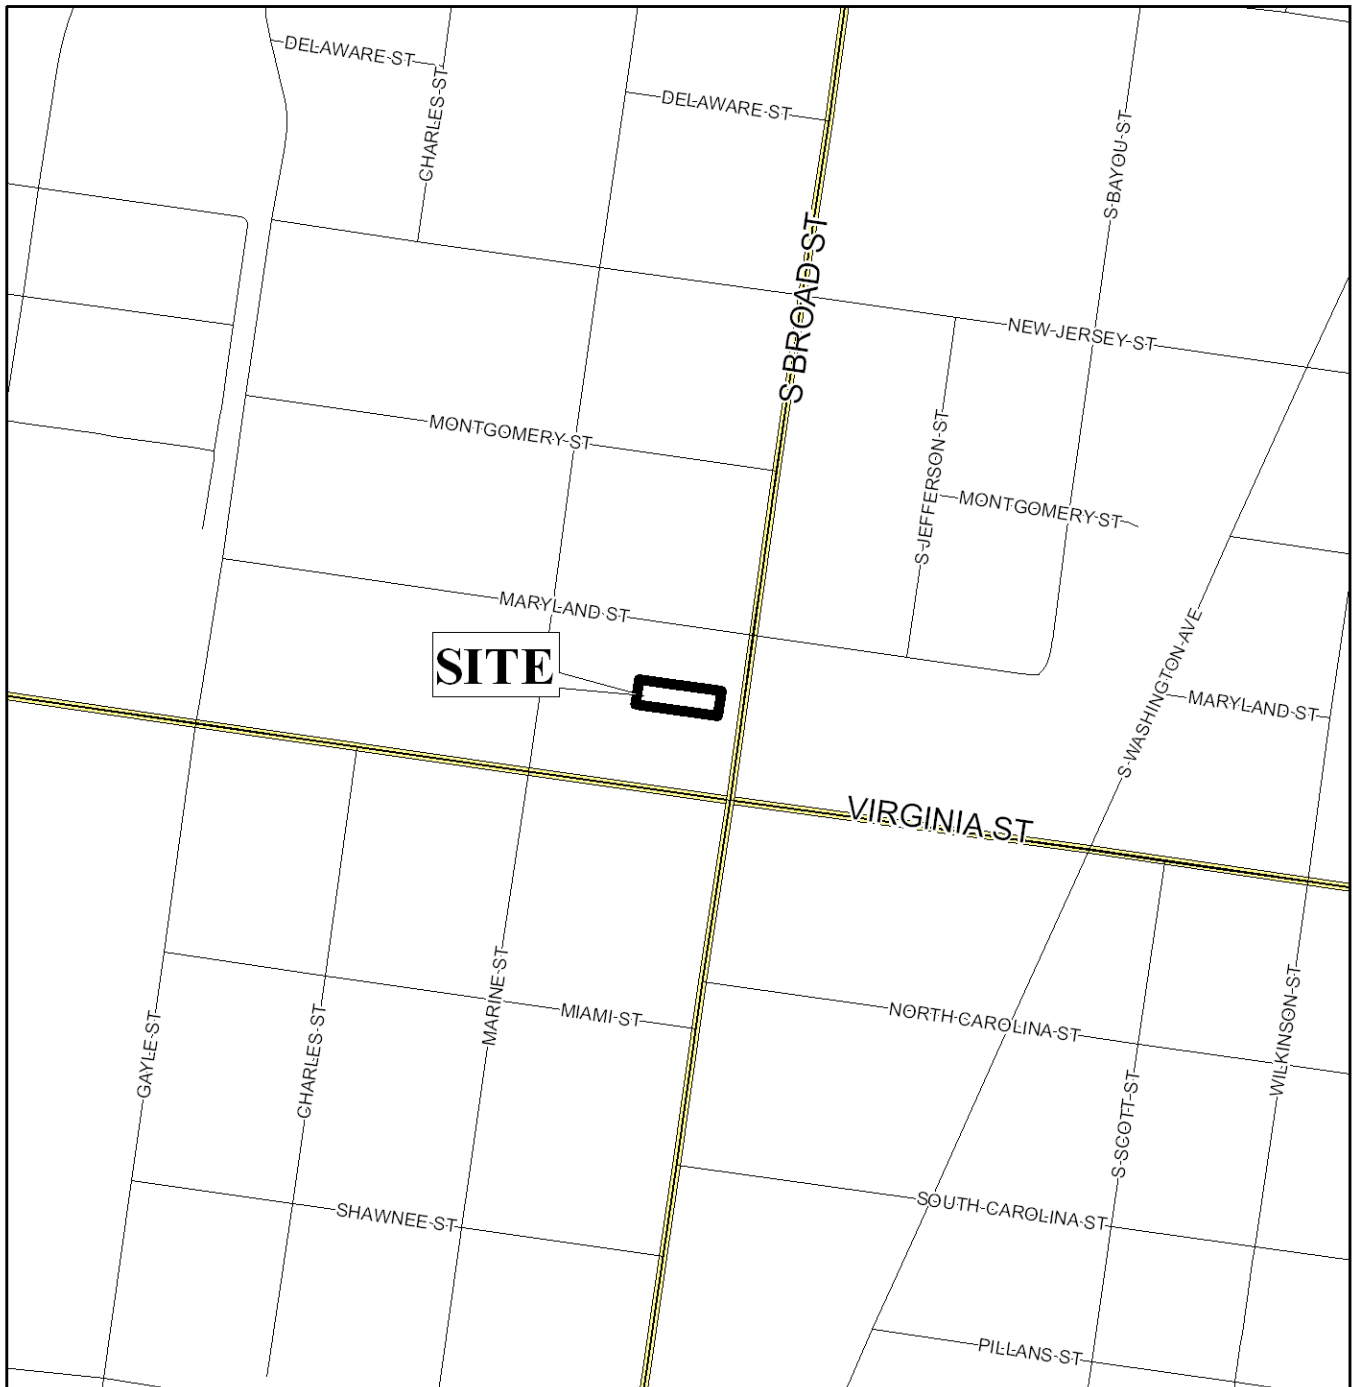 DELAWARE ST
CHARLES ST
DELAWARE ST
S BAYOU ST
S BROAD ST
NEW JERSEY ST
MONTGOMERY ST
S JEFFERSON ST
MONTGOMERY ST
MARYLAND ST
SITE
S WASHINGTON AVE
MARYLAND ST
VIRGINIA ST
MARINE ST
MIAMI ST
NORTH CAROLINA ST
WILKINSON ST
GAYLE ST
CHARLES ST
S SCOTT ST
SHAWNEE ST
SOUTH CAROLINA ST
PILLANS ST